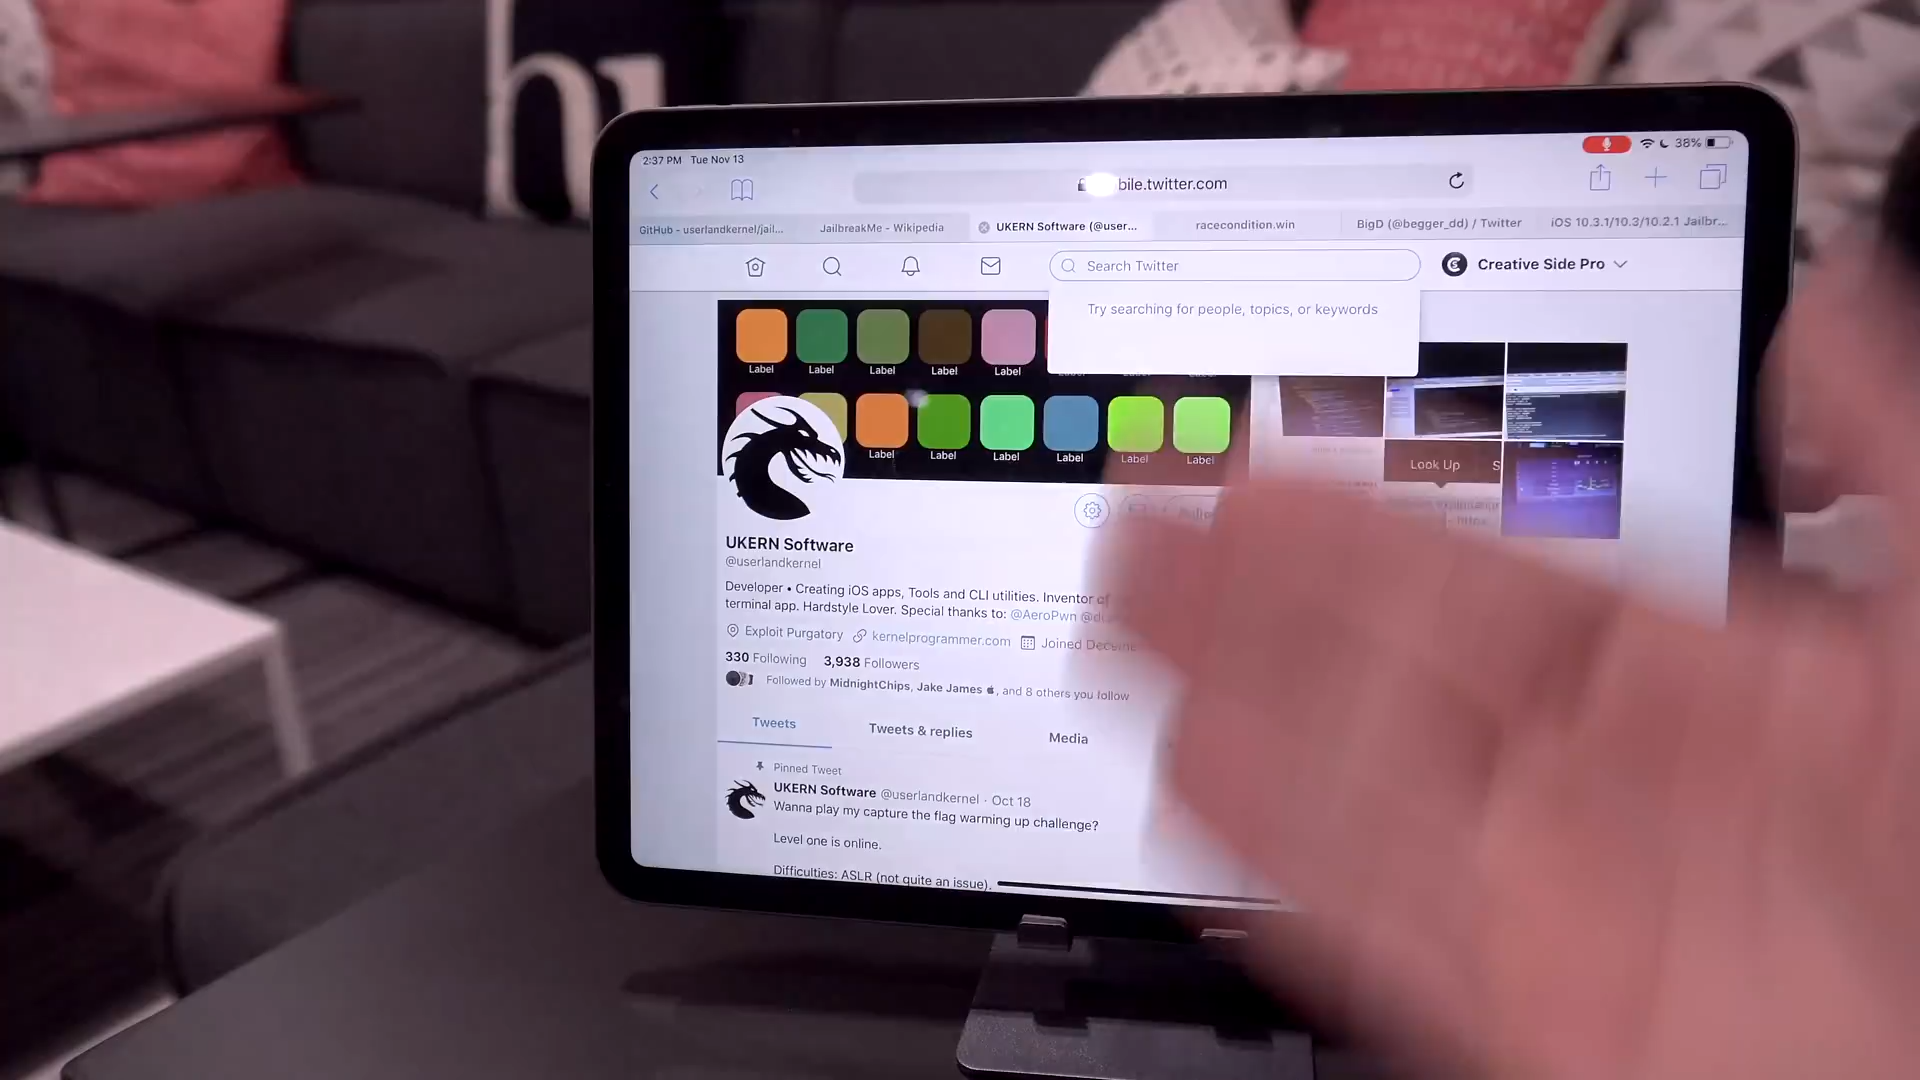 hi
2:37 PM Tue Nov 13
38%
bile.twitter.com
GitHub - userlandkernel/jail...
JailbreakMe - Wikipedia
UKERN Software (@user...
racecondition.win
BigD (@begger_dd) / Twitter
iOS 10.3.1/10.3/10.2.1 Jailbr...
Search Twitter
Creative Side Pro
Try searching for people, topics, or keywords
Label Label Label Label Label
Label Label Label Label Label Label
Look Up S
UKERN Software
@userlandkernel
Developer • Creating iOS apps, Tools and CLI utilities. Inventor of
terminal app. Hardstyle Lover. Special thanks to: @AeroPwn
Exploit Purgatory kernelprogrammer.com Joined
330 Following 3,938 Followers
Followed by MidnightChips, Jake James , and 8 others you follow
Tweets Tweets & replies Media
Pinned Tweet
UKERN Software @userlandkernel · Oct 18
Wanna play my capture the flag warming up challenge?
Level one is online.
Difficulties: ASLR (not quite an issue),